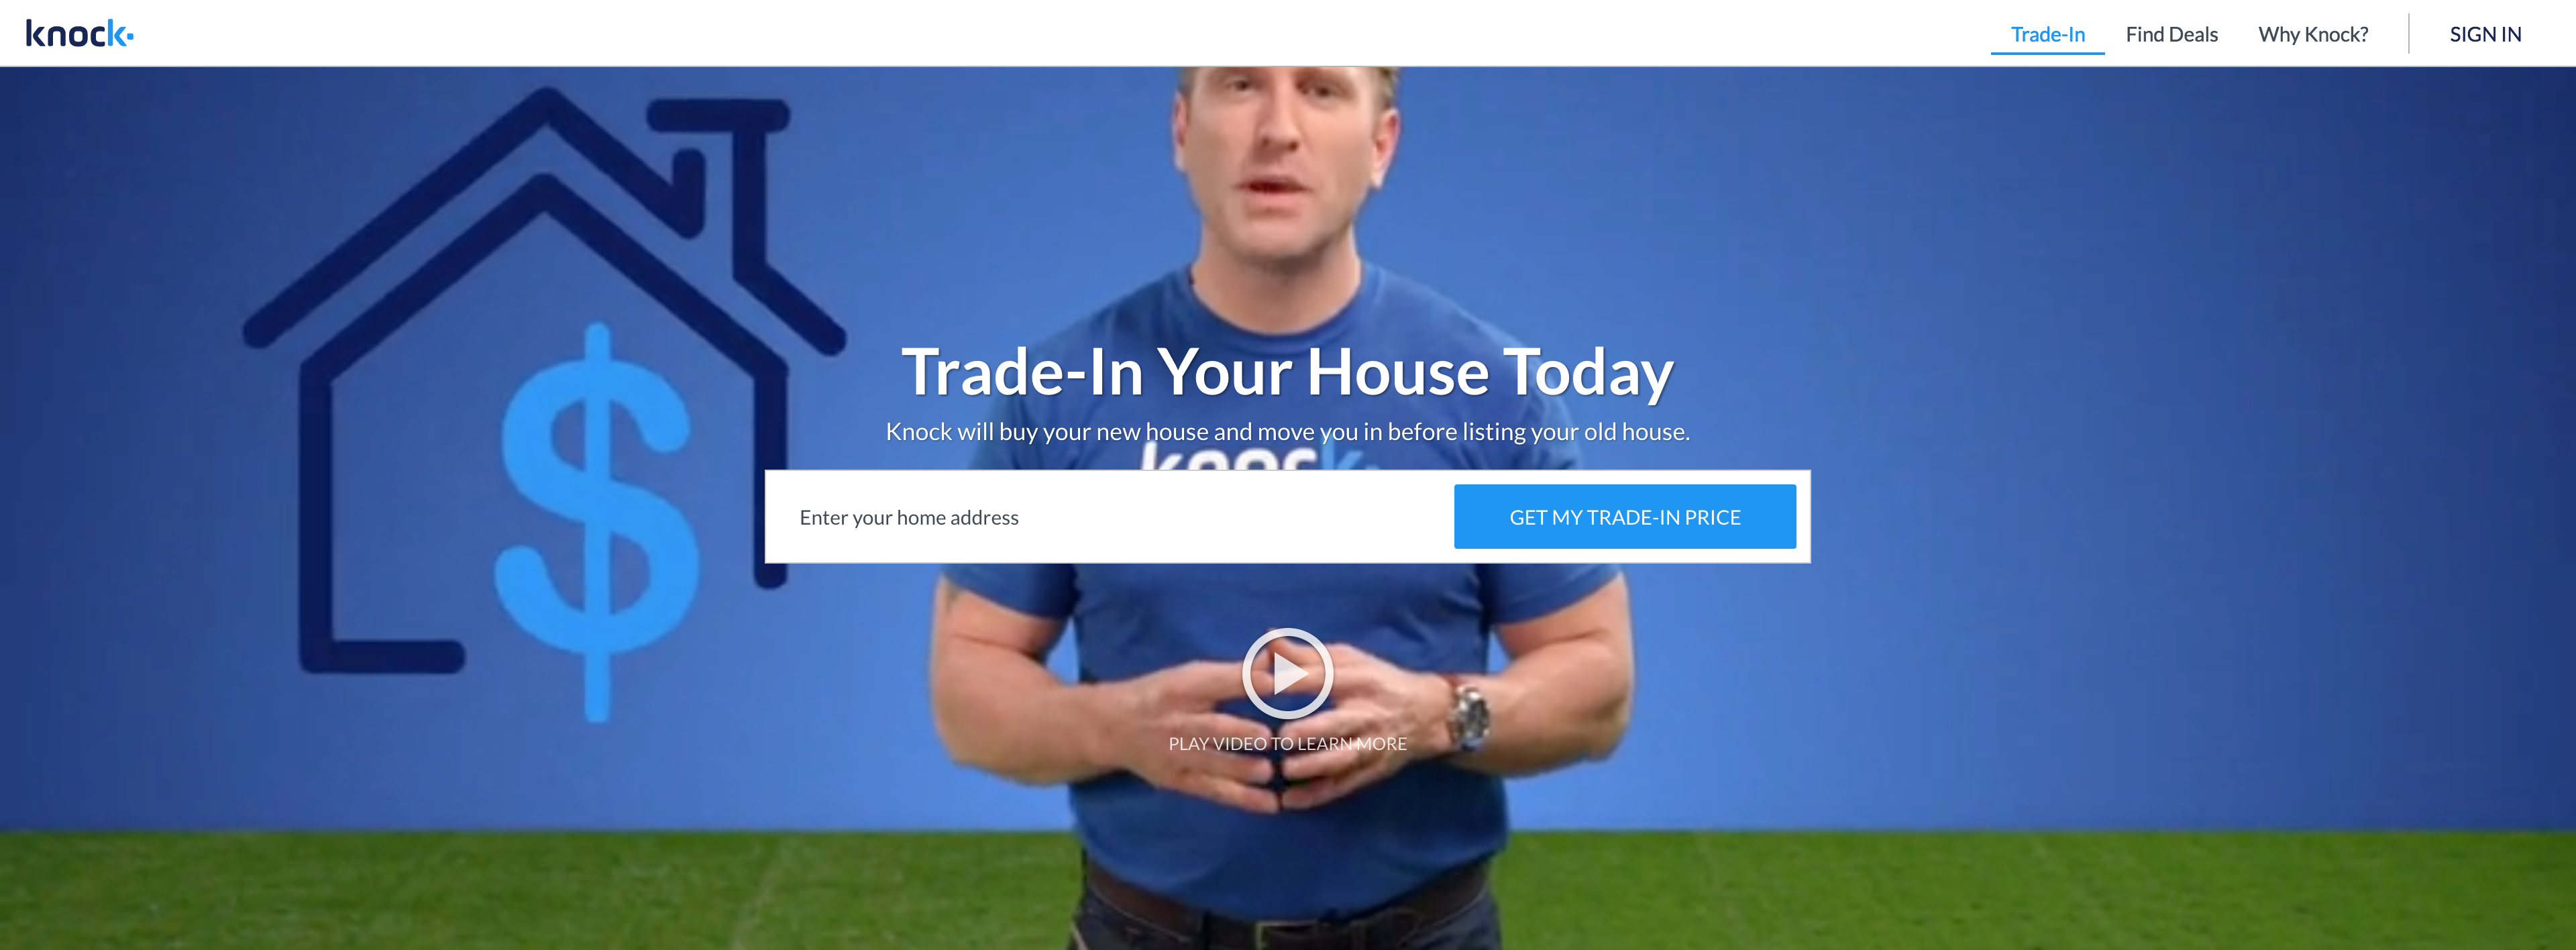 knock
Trade-In
Find Deals
Why Knock?
SIGN IN
Trade-In Your House Today
Knock will buy your new house and move you in before listing your old house.
knock
Enter your home address
GET MY TRADE-IN PRICE
PLAY VIDEO TO LEARN MORE